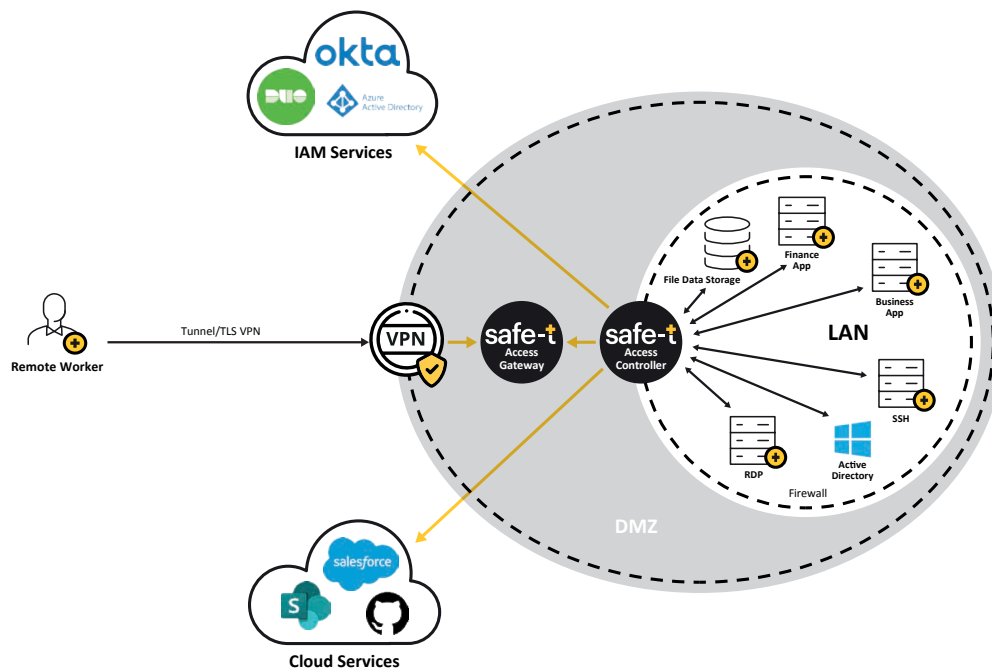 okta
DUO
Azure
Active Directory
IAM Services
File Data Storage
Finance
App
Business
App
LAN
Remote Worker
Tunnel/TLS VPN
VPN
safe-t
Access
Gateway
safe-t
Access
Controller
SSH
RDP
Active
Directory
Firewall
DMZ
salesforce
S
Cloud Services